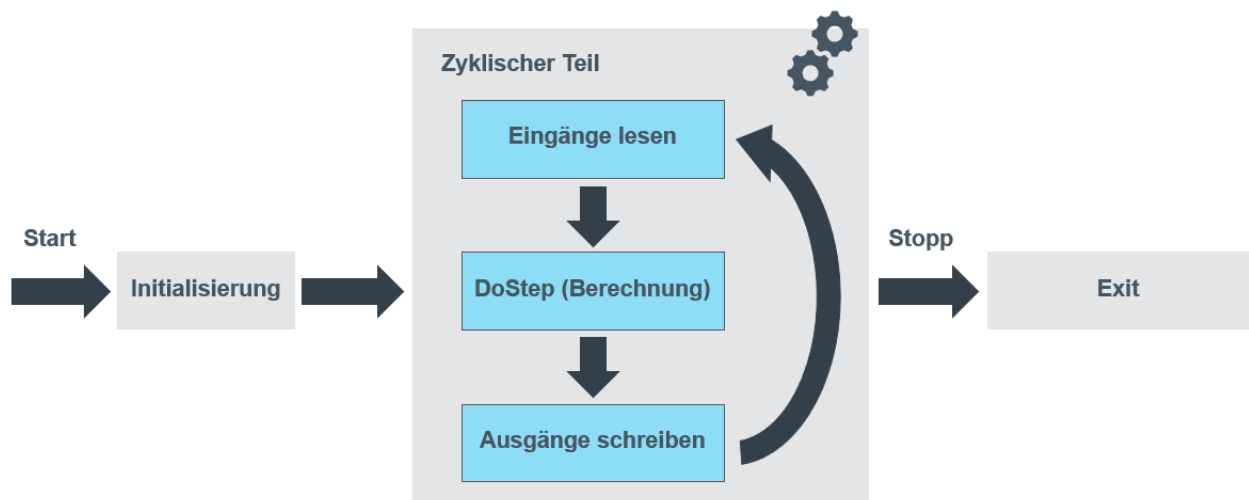 Zyklischer Teil
Eingänge lesen
Start
Initialisierung
DoStep (Berechnung)
Stopp
Exit
Ausgänge schreiben